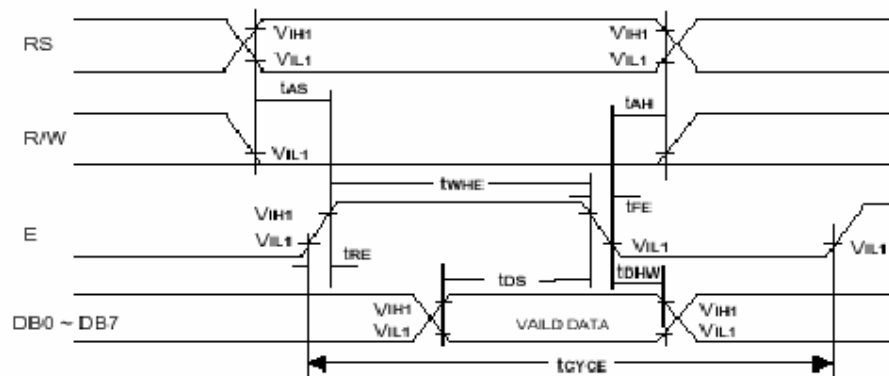 RS
VIH1
VIL1
VIH1
VIL1
tAS
tAH
R/W
VIL1
tWHE
tFE
E
VIH1
VIL1
VIL1
VIL1
tRE
tDS
tDHW
DB0 ~ DB7
VIH1
VIL1
VAILD DATA
VIH1
VIL1
tCYCE